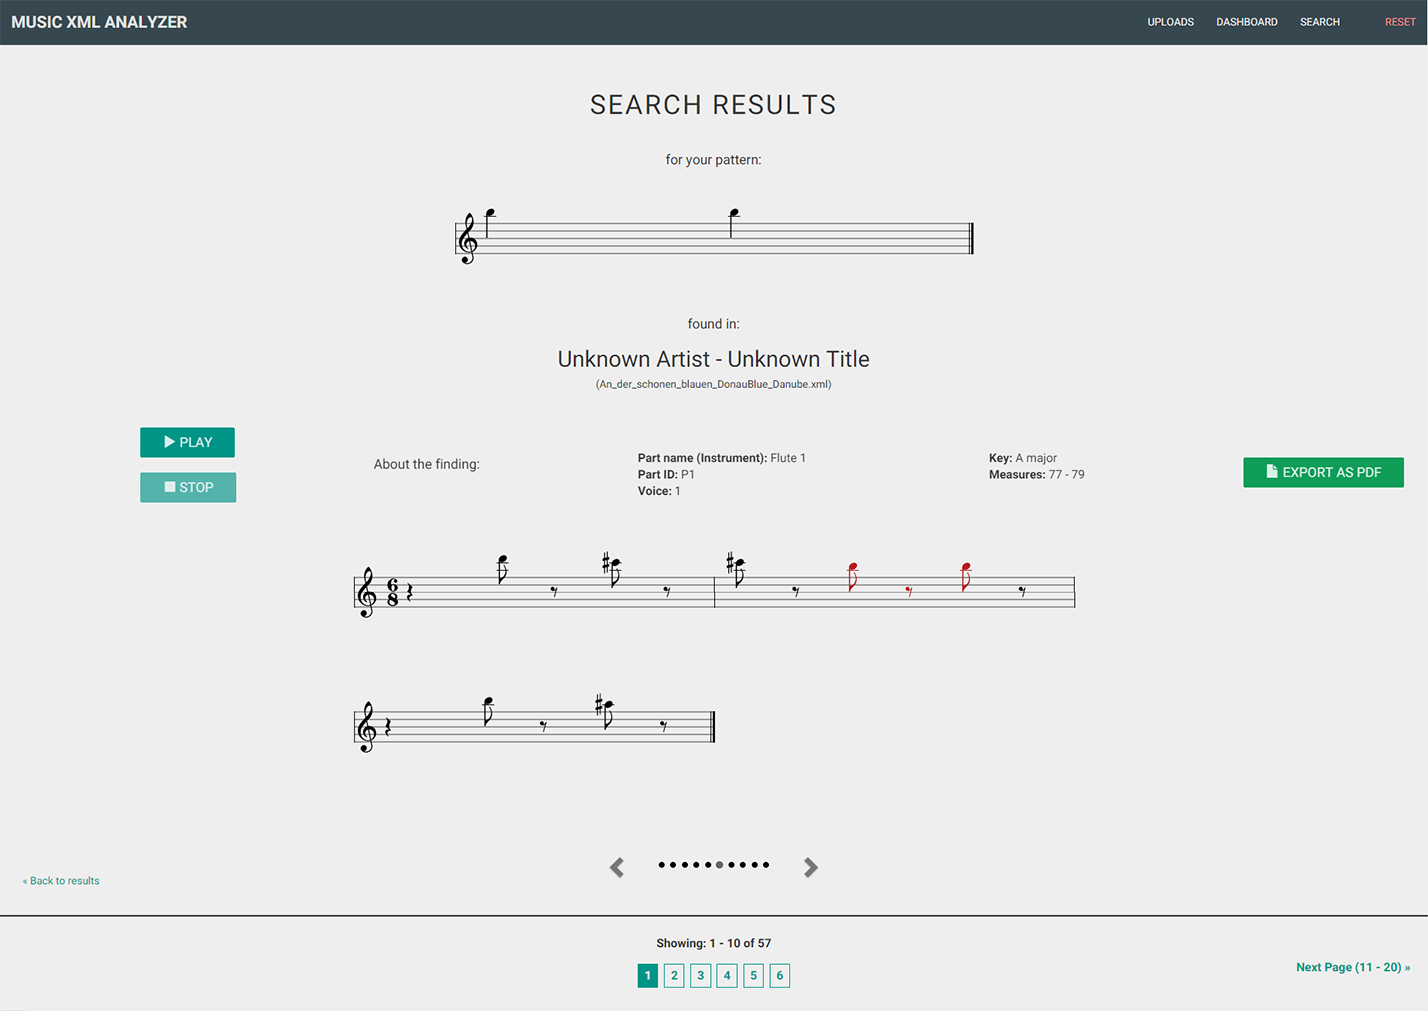 MUSIC XML ANALYZER
UPLOADS DASHBOARD SEARCH RESET
SEARCH RESULTS
for your pattern:
found in:
Unknown Artist - Unknown Title
(An_der_schonen_blauen_DonauBlue_Danube.xml)
PLAY
STOP
About the finding:
Part name (Instrument): Flute 1
Part ID: P1
Voice: 1
Key: A major
Measures: 77 - 79
EXPORT AS PDF
6
8
« Back to results
Showing: 1 - 10 of 57
1 2 3 4 5 6
Next Page (11 - 20) »